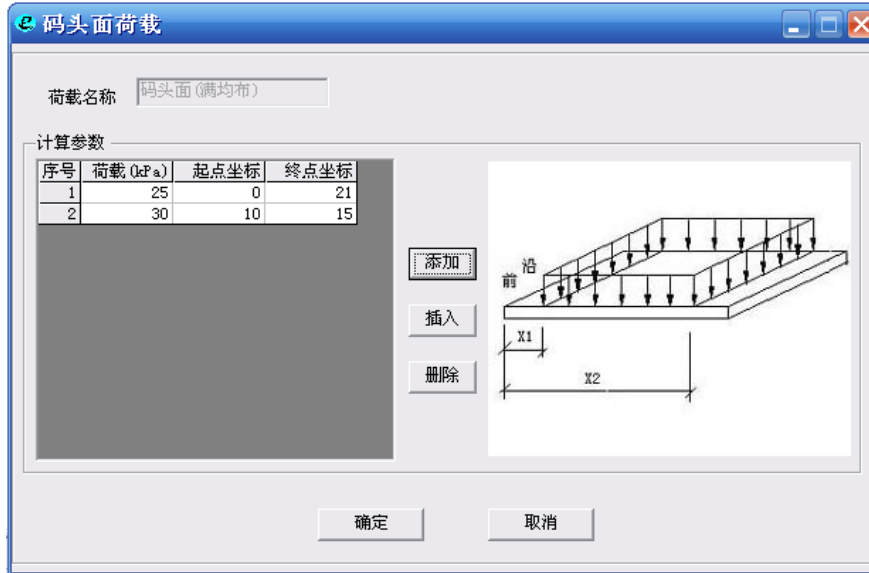 码头面荷载
荷载名称 码头面(满均布)
计算参数
序号 荷载(kPa) 起点坐标 终点坐标
1 25 0 21
2 30 10 15
添加
插入
删除
前 沿
X1
X2
确定 取消